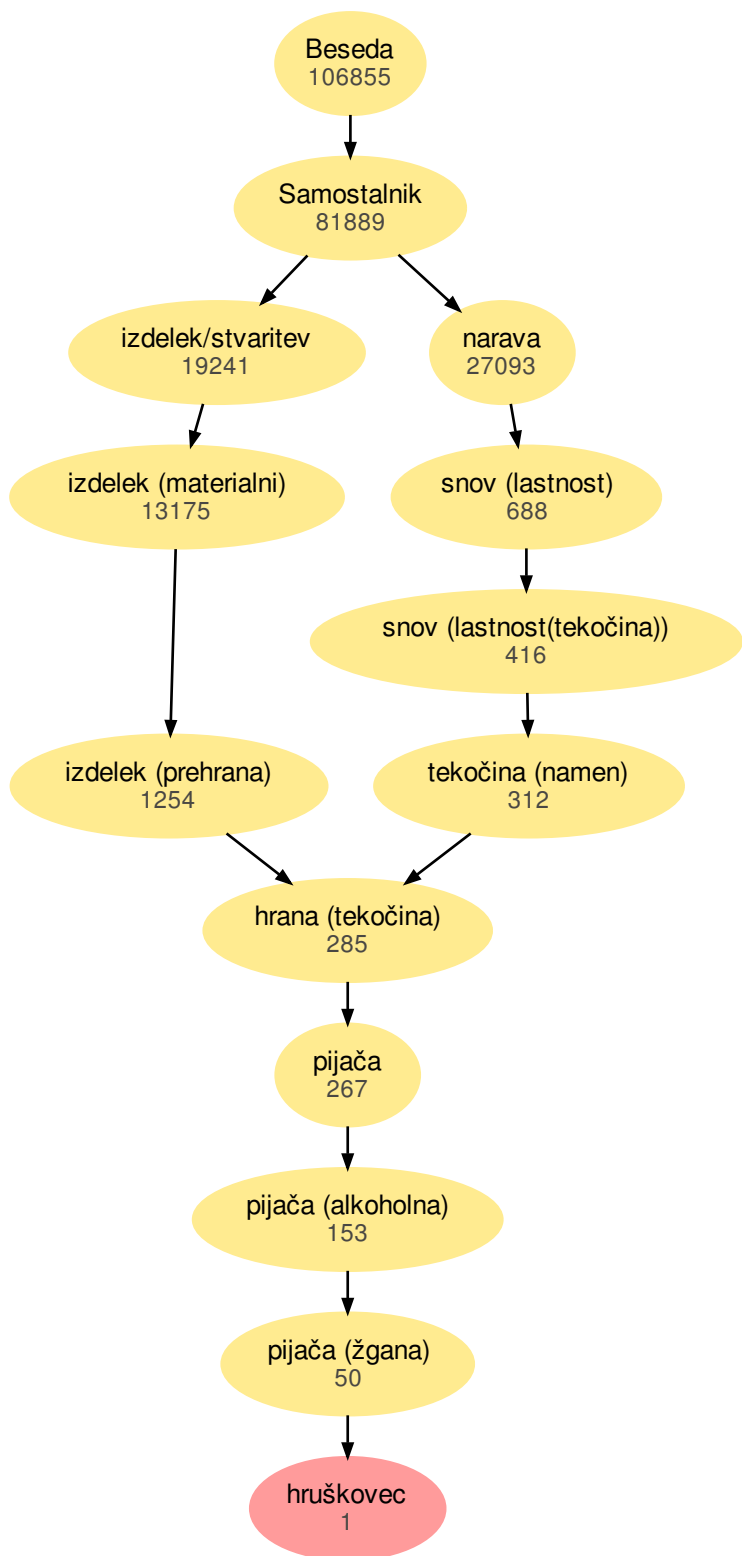 Beseda
106855
Samostalnik
81889
izdelek/stvaritev
19241
narava
27093
izdelek (materialni)
13175
snov (lastnost)
688
snov (lastnost(tekočina))
416
izdelek (prehrana)
1254
tekočina (namen)
312
hrana (tekočina)
285
pijača
267
pijača (alkoholna)
153
pijača (žgana)
50
hruškovec
1